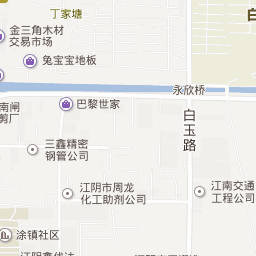 丁家塘
白
金三角木材
交易市场
兔宝宝地板
永欣桥
南闸
剪厂
巴黎世家
白玉路
三鑫精密
钢管公司
江阴市周龙
化工助剂公司
江南交通
工程公司
涂镇社区